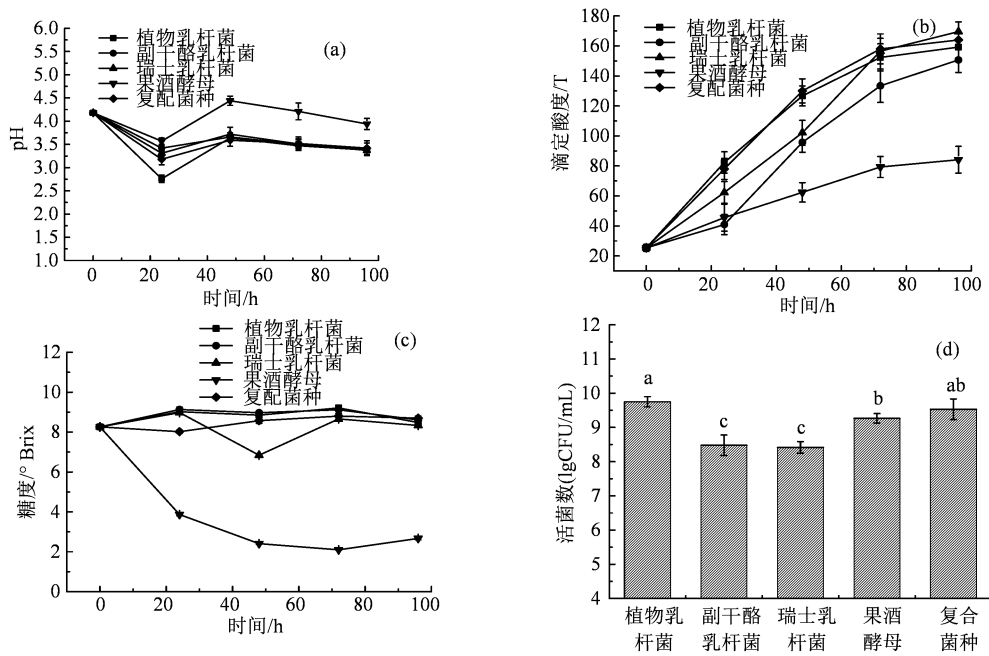 (a)
植物乳杆菌
副干酪乳杆菌
瑞士乳杆菌
果酒酵母
复配菌种
pH
6.0
5.5
5.0
4.5
4.0
3.5
3.0
2.5
2.0
1.5
1.0
0 20 40 60 80 100
时间/h
(b)
植物乳杆菌
副干酪乳杆菌
瑞士乳杆菌
果酒酵母
复配菌种
滴定酸度/T
180
160
140
120
100
80
60
40
20
0 20 40 60 80 100
时间/h
(c)
植物乳杆菌
副干酪乳杆菌
瑞士乳杆菌
果酒酵母
复配菌种
糖度/° Brix
12
10
8
6
4
2
0
0 20 40 60 80 100
时间/h
(d)
活菌数(lgCFU/mL)
12
11
10
9
8
7
6
5
4
a c c b ab
植物乳 副干酪 瑞士乳 果酒 复合
杆菌 乳杆菌 杆菌 酵母 菌种